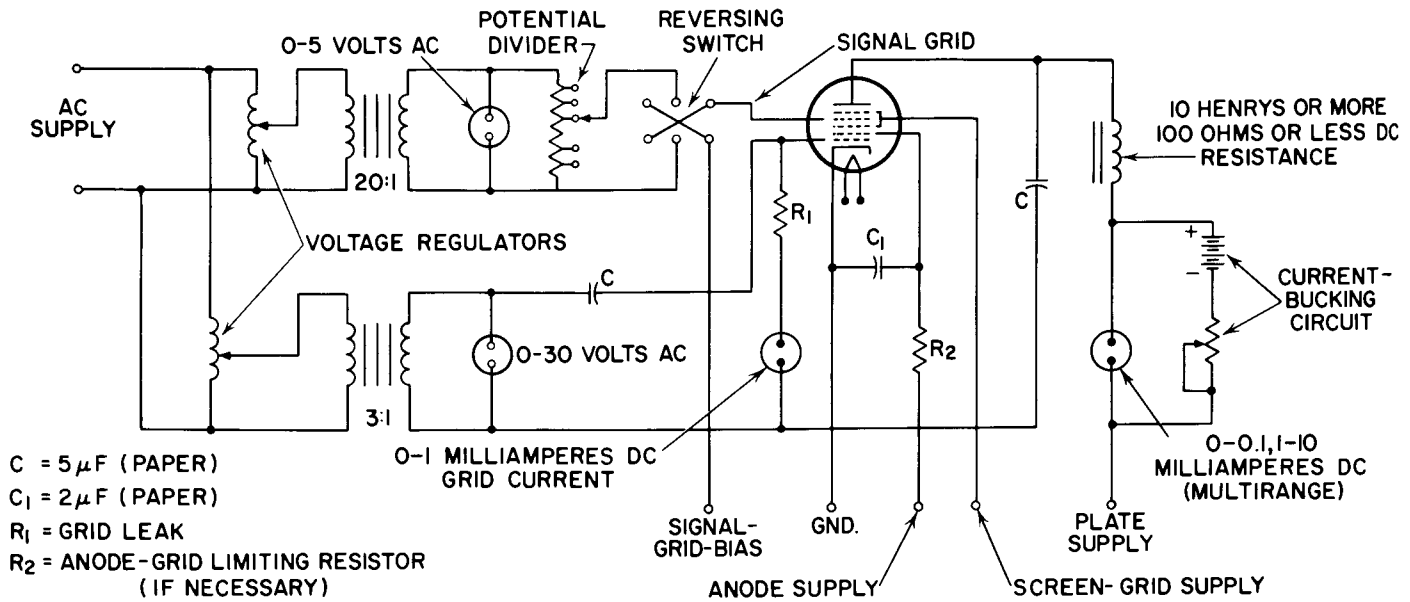 POTENTIAL
DIVIDER
REVERSING
SWITCH
0-5 VOLTS AC
SIGNAL GRID
AC
SUPPLY
10 HENRYS OR MORE
100 OHMS OR LESS DC
RESISTANCE
20:1
C
R1
VOLTAGE REGULATORS
C1
+
−
CURRENT-
BUCKING
CIRCUIT
C
0-30 VOLTS AC
R2
3:1
0-1 MILLIAMPERES DC
GRID CURRENT
0-0.1, 1-10
MILLIAMPERES DC
(MULTIRANGE)
C = 5μF (PAPER)
C1 = 2μF (PAPER)
R1 = GRID LEAK
R2 = ANODE-GRID LIMITING RESISTOR
(IF NECESSARY)
SIGNAL-
GRID-BIAS
GND.
PLATE
SUPPLY
ANODE SUPPLY
SCREEN-GRID SUPPLY